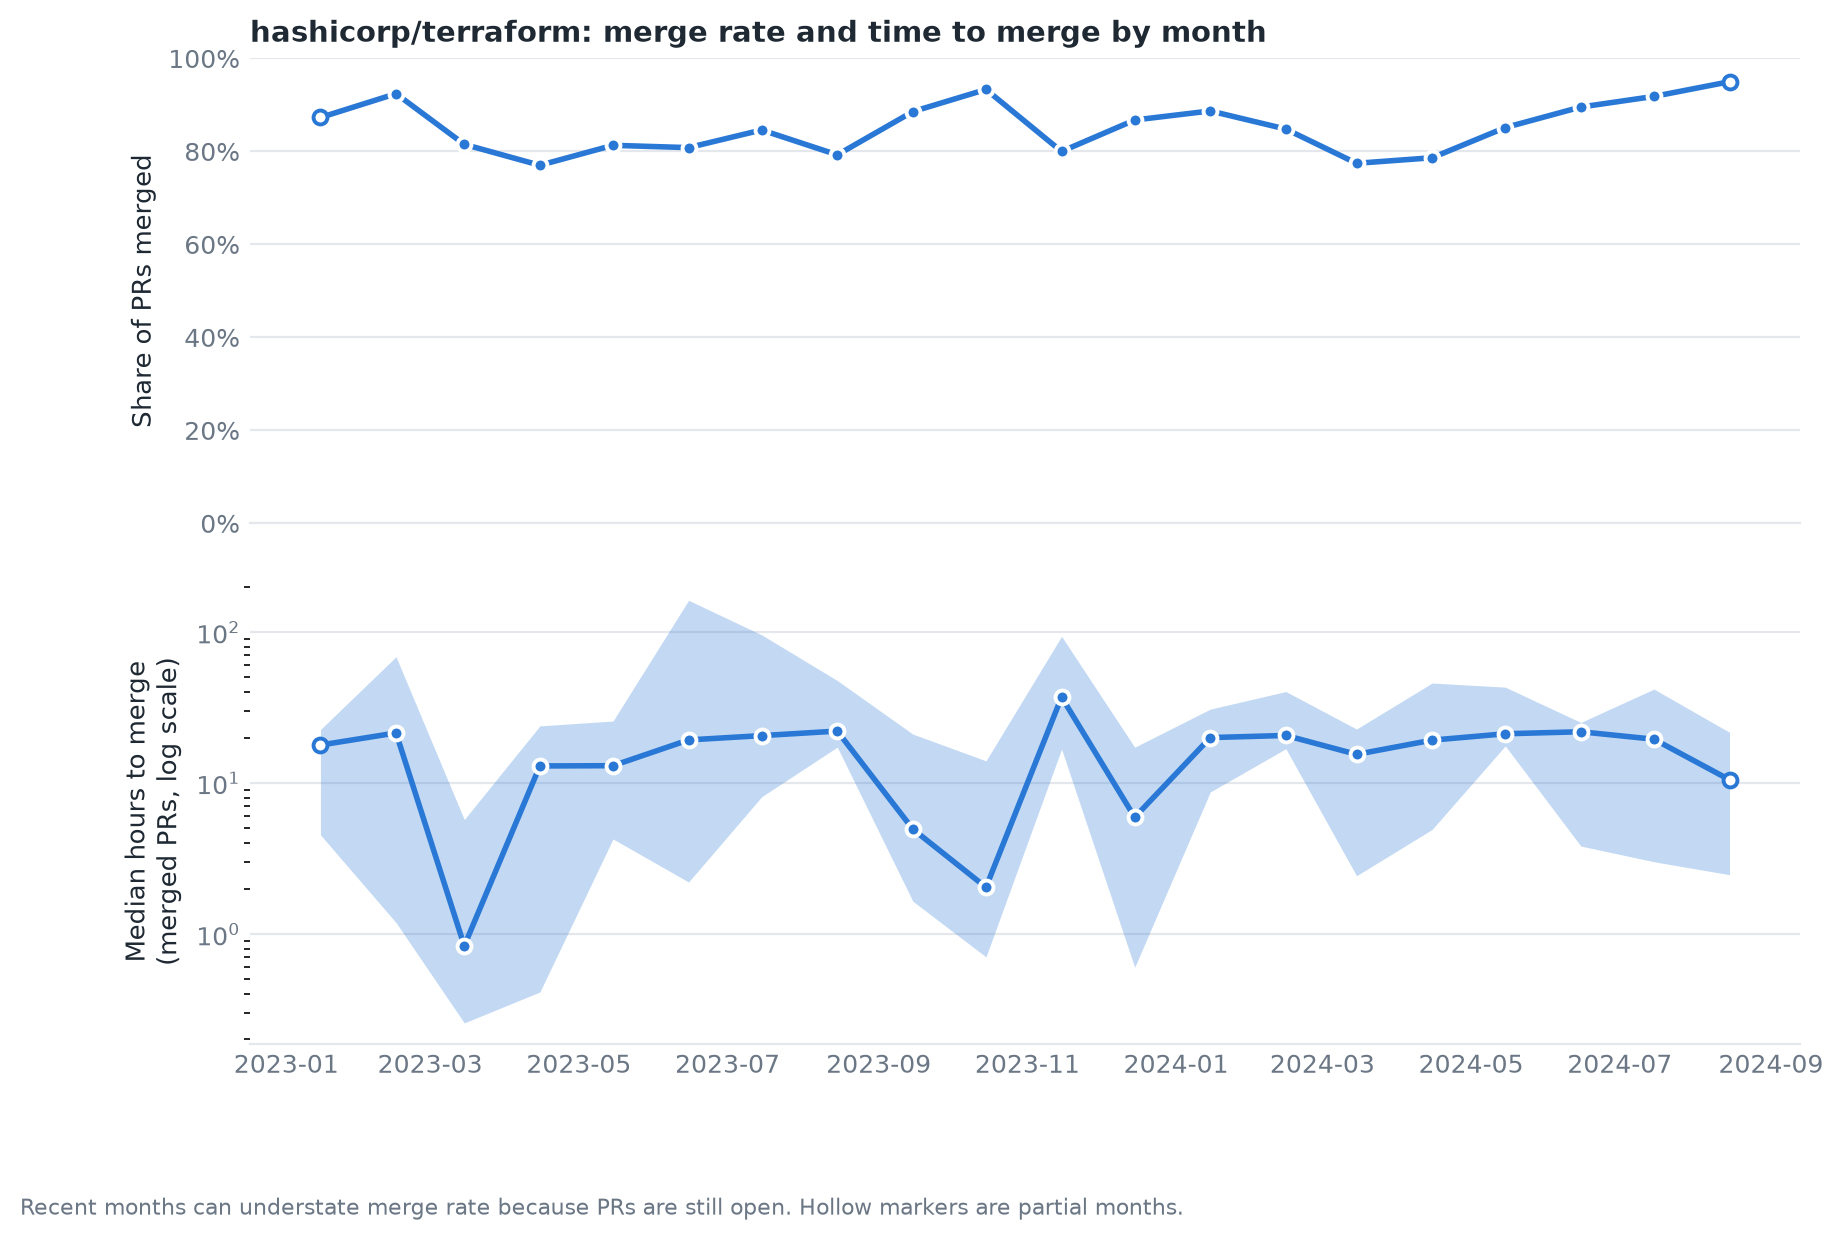 hashicorp/terraform: merge rate and time to merge by month
100%
80%
60%
40%
20%
0%
Share of PRs merged
10²
10¹
10⁰
Median hours to merge
(merged PRs, log scale)
2023-01 2023-03 2023-05 2023-07 2023-09 2023-11 2024-01 2024-03 2024-05 2024-07 2024-09
Recent months can understate merge rate because PRs are still open. Hollow markers are partial months.